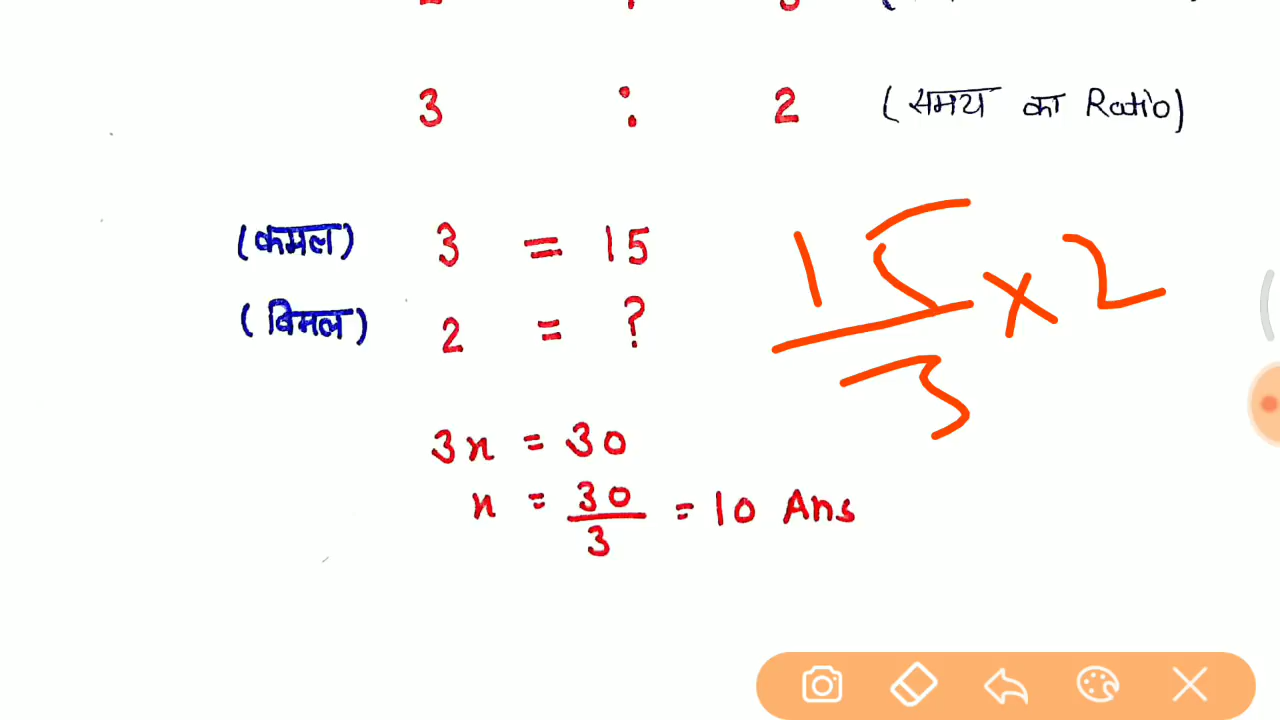 3 : 2 (समय का Ratio)
(कमल) 3 = 15
(बिमल) 2 = ?
15/3 × 2
3x = 30
x = 30/3 = 10 Ans